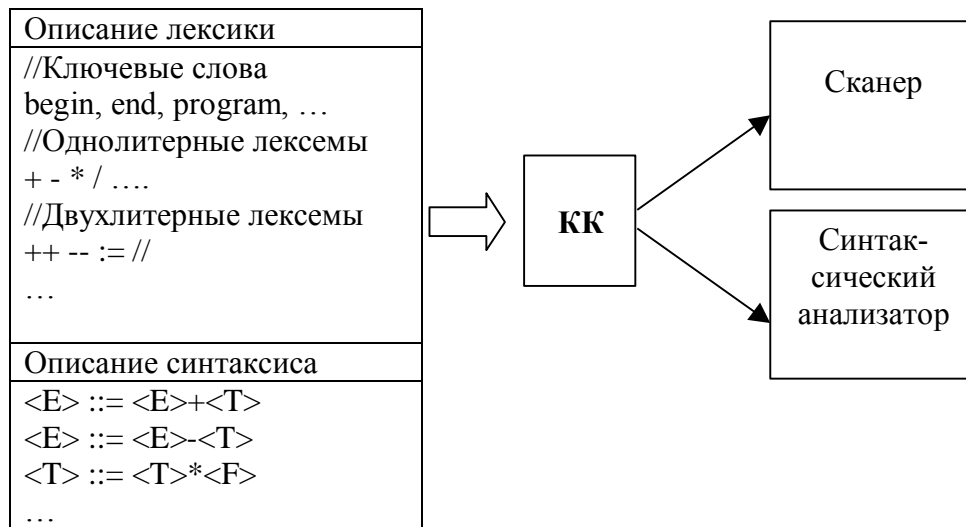 Описание лексики
//Ключевые слова
begin, end, program, …
//Однолитерные лексемы
+ - * / ….
//Двухлитерные лексемы
++ -- := //
…
Описание синтаксиса
<E> ::= <E>+<T>
<E> ::= <E>-<T>
<T> ::= <T>*<F>
…
КК
Сканер
Синтак-
сический
анализатор